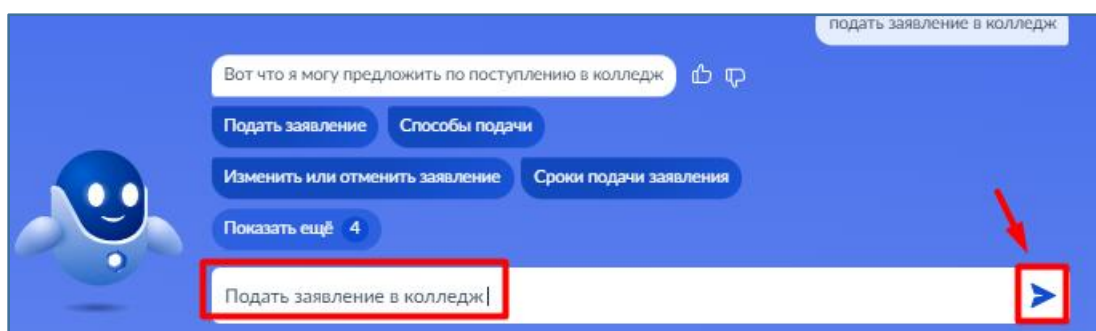 подать заявление в колледж
Вот что я могу предложить по поступлению в колледж
Подать заявление Способы подачи
Изменить или отменить заявление Сроки подачи заявления
Показать ещё 4
Подать заявление в колледж